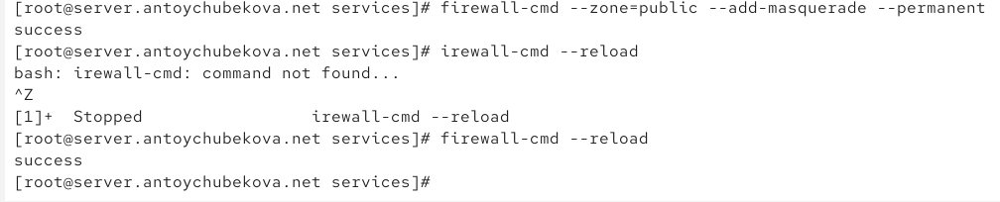 [root@server.antoychubekova.net services]# firewall-cmd --zone=public --add-masquerade --permanent
success
[root@server.antoychubekova.net services]# irewall-cmd --reload
bash: irewall-cmd: command not found...
^Z
[1]+  Stopped                 irewall-cmd --reload
[root@server.antoychubekova.net services]# firewall-cmd --reload
success
[root@server.antoychubekova.net services]#